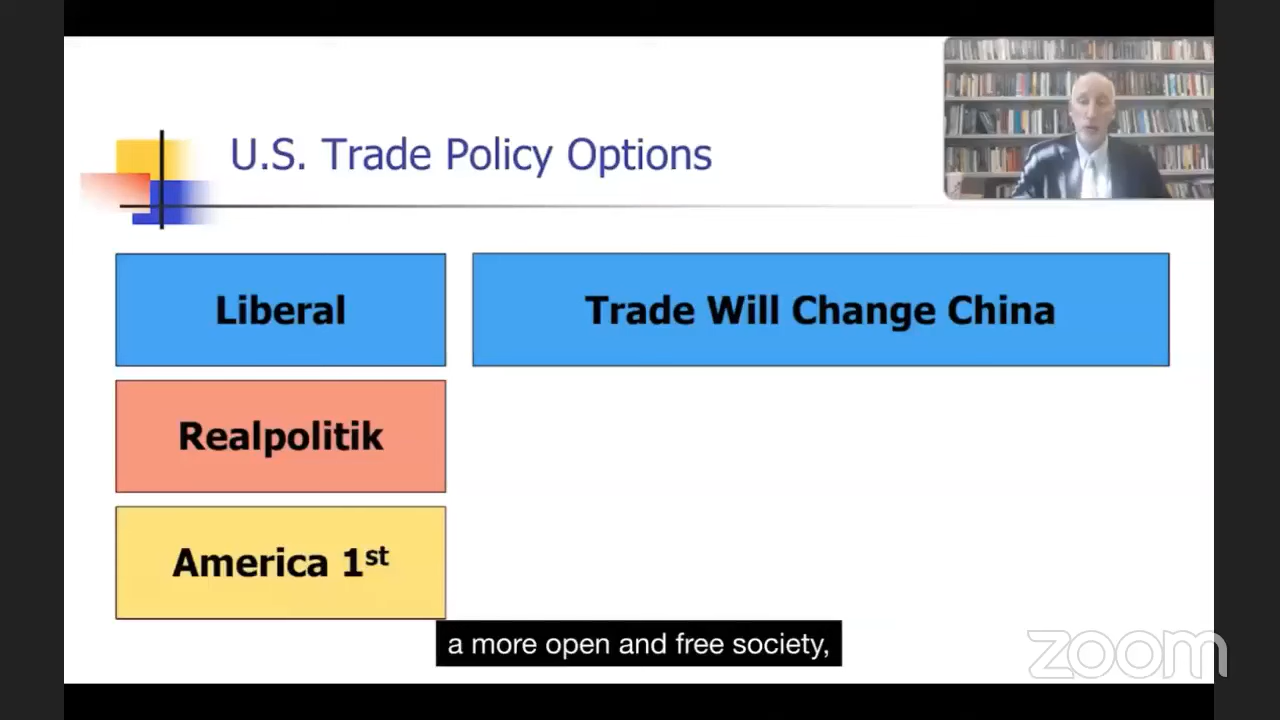 U.S. Trade Policy Options
Liberal
Trade Will Change China
Realpolitik
America 1st
a more open and free society,
zoom